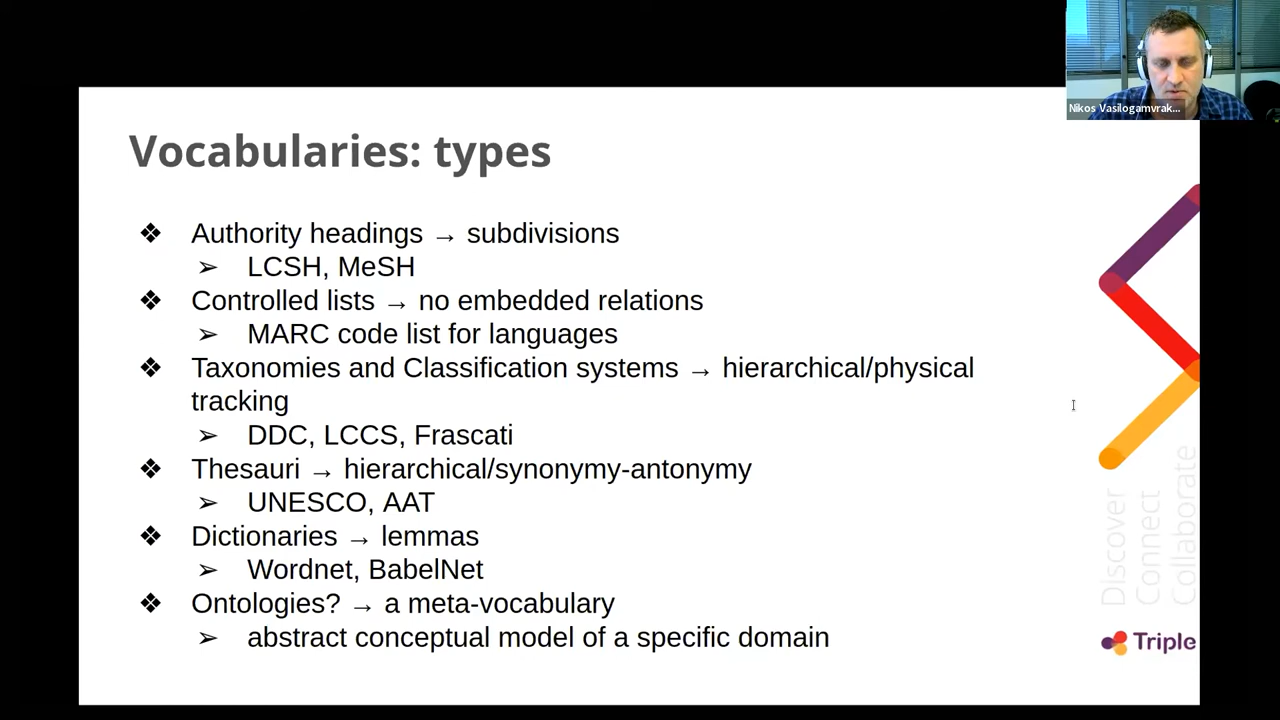 Nikos Vasilogamvrak...
Vocabularies: types
❖ Authority headings → subdivisions
➢ LCSH, MeSH
❖ Controlled lists → no embedded relations
➢ MARC code list for languages
❖ Taxonomies and Classification systems → hierarchical/physical
tracking
➢ DDC, LCCS, Frascati
❖ Thesauri → hierarchical/synonymy-antonymy
➢ UNESCO, AAT
❖ Dictionaries → lemmas
➢ Wordnet, BabelNet
❖ Ontologies? → a meta-vocabulary
➢ abstract conceptual model of a specific domain
Discover
Connect
Collaborate
Triple